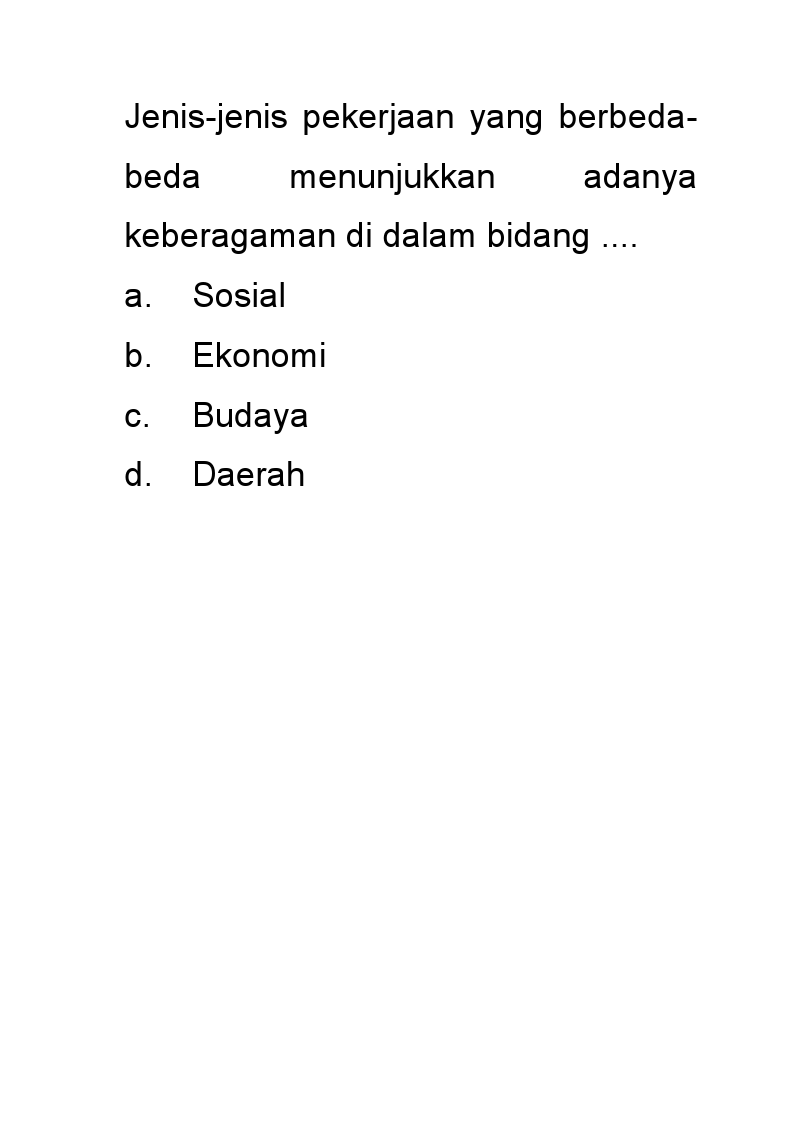 Jenis-jenis pekerjaan yang berbeda-
beda menunjukkan adanya
keberagaman di dalam bidang ....
a. Sosial
b. Ekonomi
c. Budaya
d. Daerah